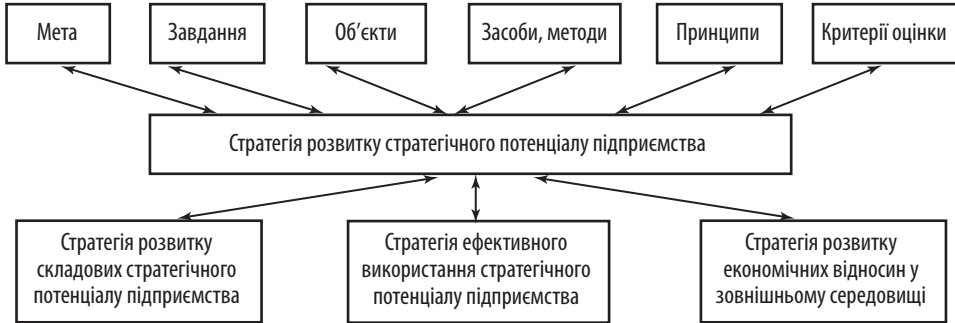 Мета
Завдання
Об’єкти
Засоби, методи
Принципи
Критерії оцінки
Стратегія розвитку стратегічного потенціалу підприємства
Стратегія розвитку
складових стратегічного
потенціалу підприємства
Стратегія ефективного
використання стратегічного
потенціалу підприємства
Стратегія розвитку
економічних відносин у
зовнішньому середовищі